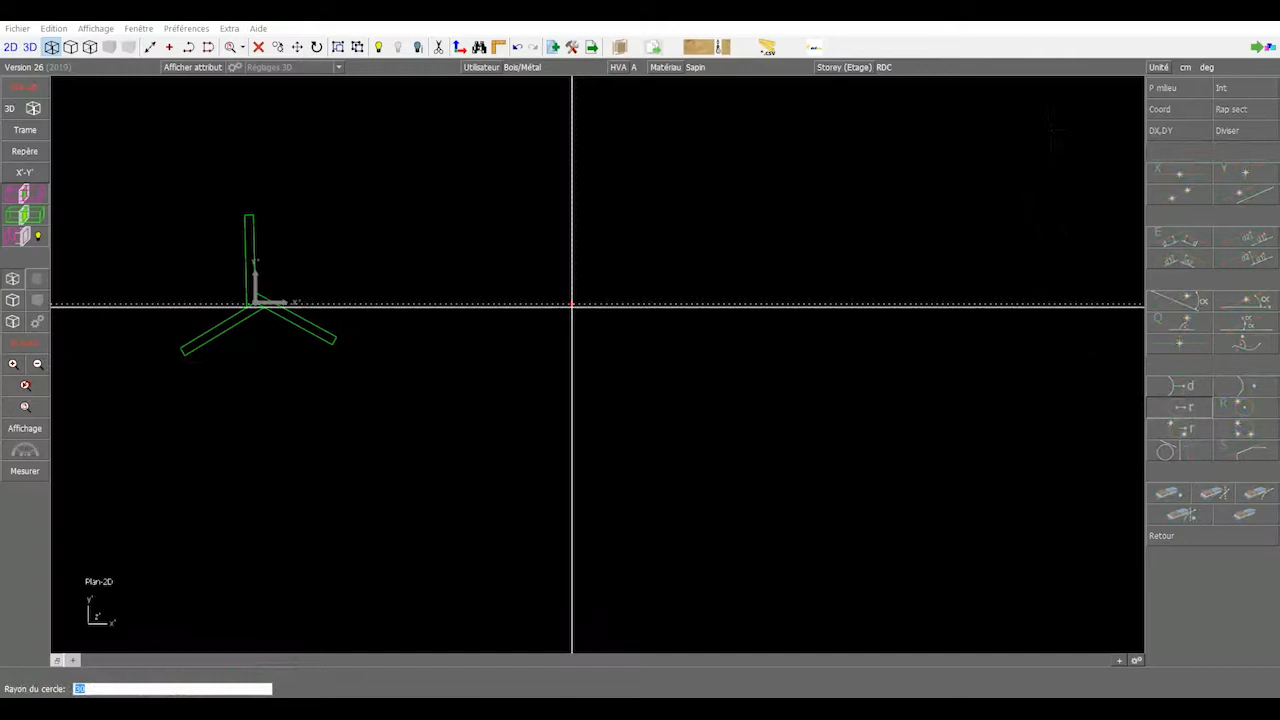 Fichier Edition Affichage Fenêtre Préférences Extra Aide
2D 3D
Version 26 (2019) Afficher attribut Réglages 3D Utilisateur Bois/Métal HVA A Matériau Sapin Storey (Etage) RDC Unité cm deg
P milieu Int
3D
Coord Rap sect
Trame
DX,DY Diviser
Repère
X'-Y'
X Y
E
α α
Q
d
r R
r
S
Affichage
Mesurer
Retour
Plan-2D
y'
z'
x'
Rayon du cercle: 30